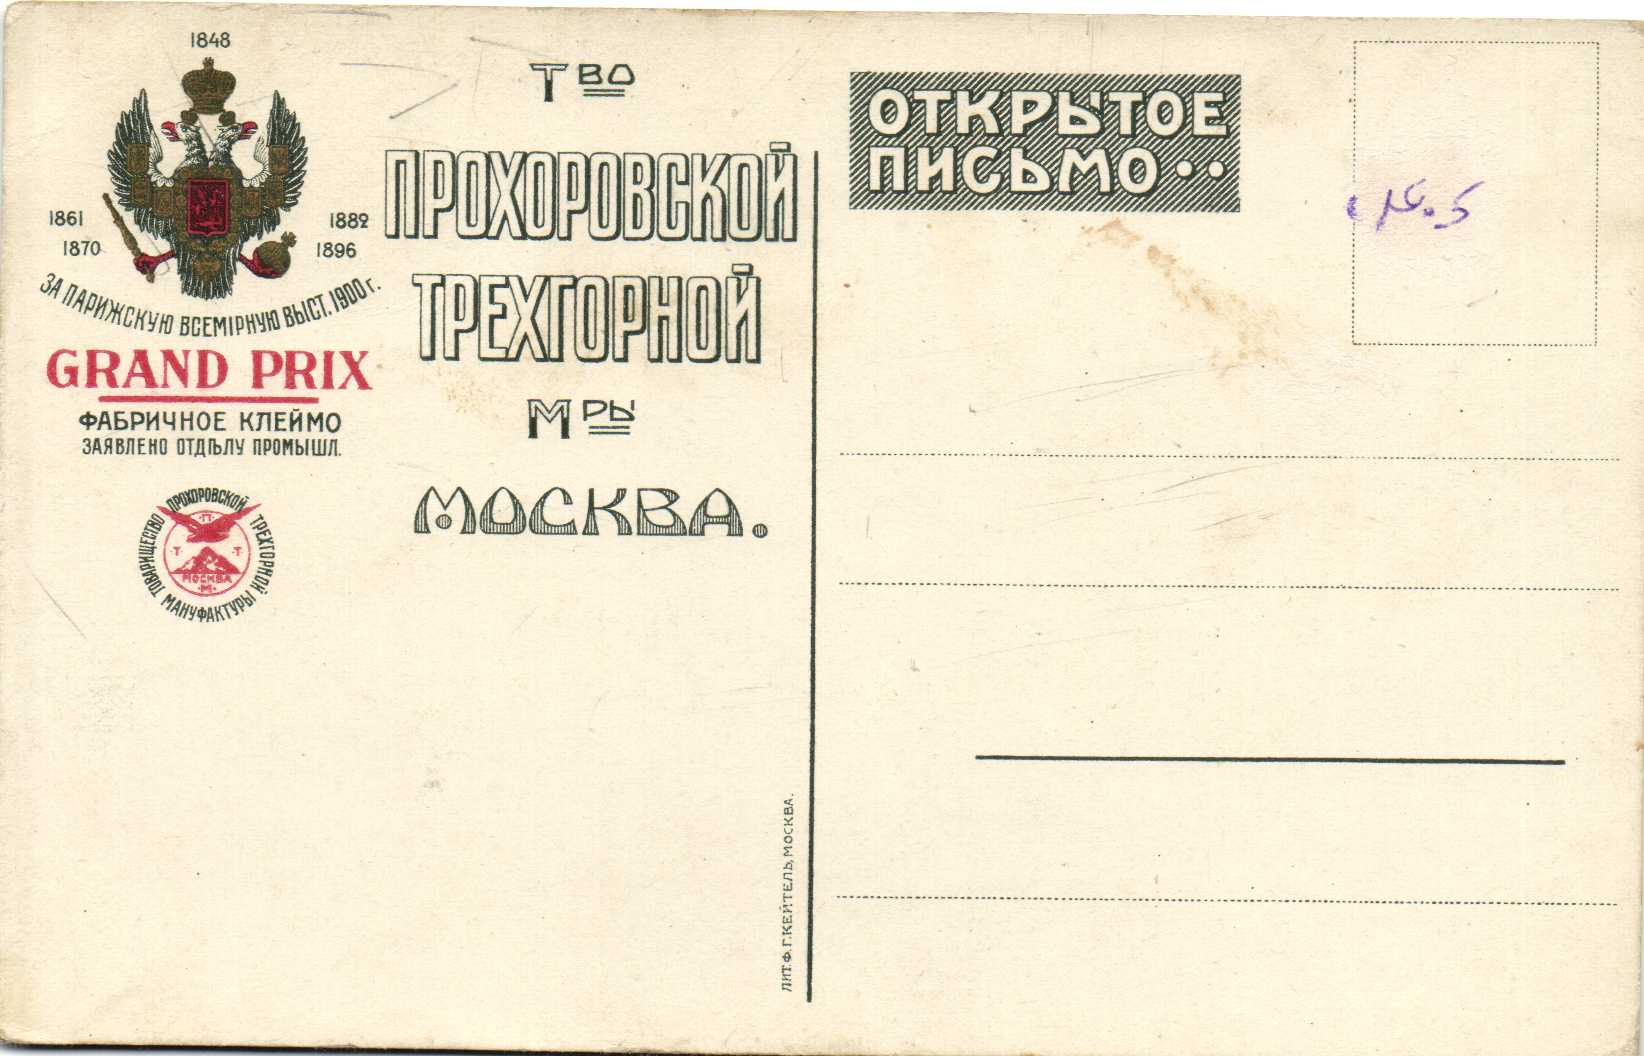 1848
1861
1870
1882
1896
ЗА ПАРИЖСКУЮ ВСЕМIРНУЮ ВЫСТ. 1900 г.
GRAND PRIX
ФАБРИЧНОЕ КЛЕЙМО
ЗАЯВЛЕНО ОТДѢЛУ ПРОМЫШЛ.
ТОВАРИЩЕСТВО ПРОХОРОВСКОЙ ТРЕХГОРНОЙ МАНУФАКТУРЫ
·П·
·Т· ·Т·
МОСКВА
·М·
Тво
ПРОХОРОВСКОЙ
ТРЕХГОРНОЙ
Мры
МОСКВА.
ЛИТ. Ф. Г. КЕЙТЕЛЬ, МОСКВА.
ОТКРЫТОЕ
ПИСЬМО··